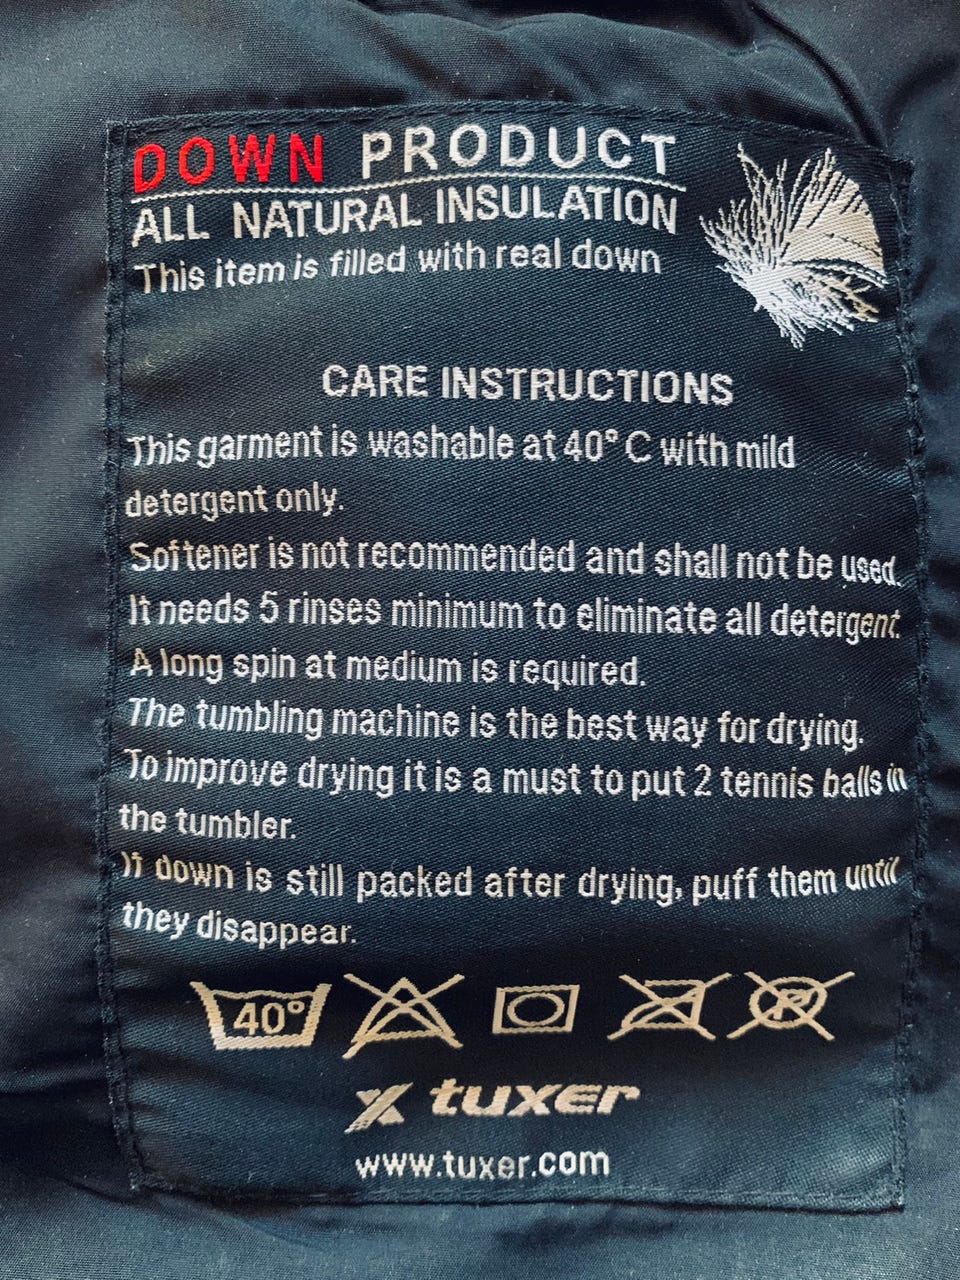 DOWN PRODUCT
ALL NATURAL INSULATION
This item is filled with real down
CARE INSTRUCTIONS
This garment is washable at 40° C with mild
detergent only.
Softener is not recommended and shall not be used.
It needs 5 rinses minimum to eliminate all detergent.
A long spin at medium is required.
The tumbling machine is the best way for drying.
To improve drying it is a must to put 2 tennis balls in
the tumbler.
If down is still packed after drying, puff them until
they disappear.
40° P
tuxer
www.tuxer.com